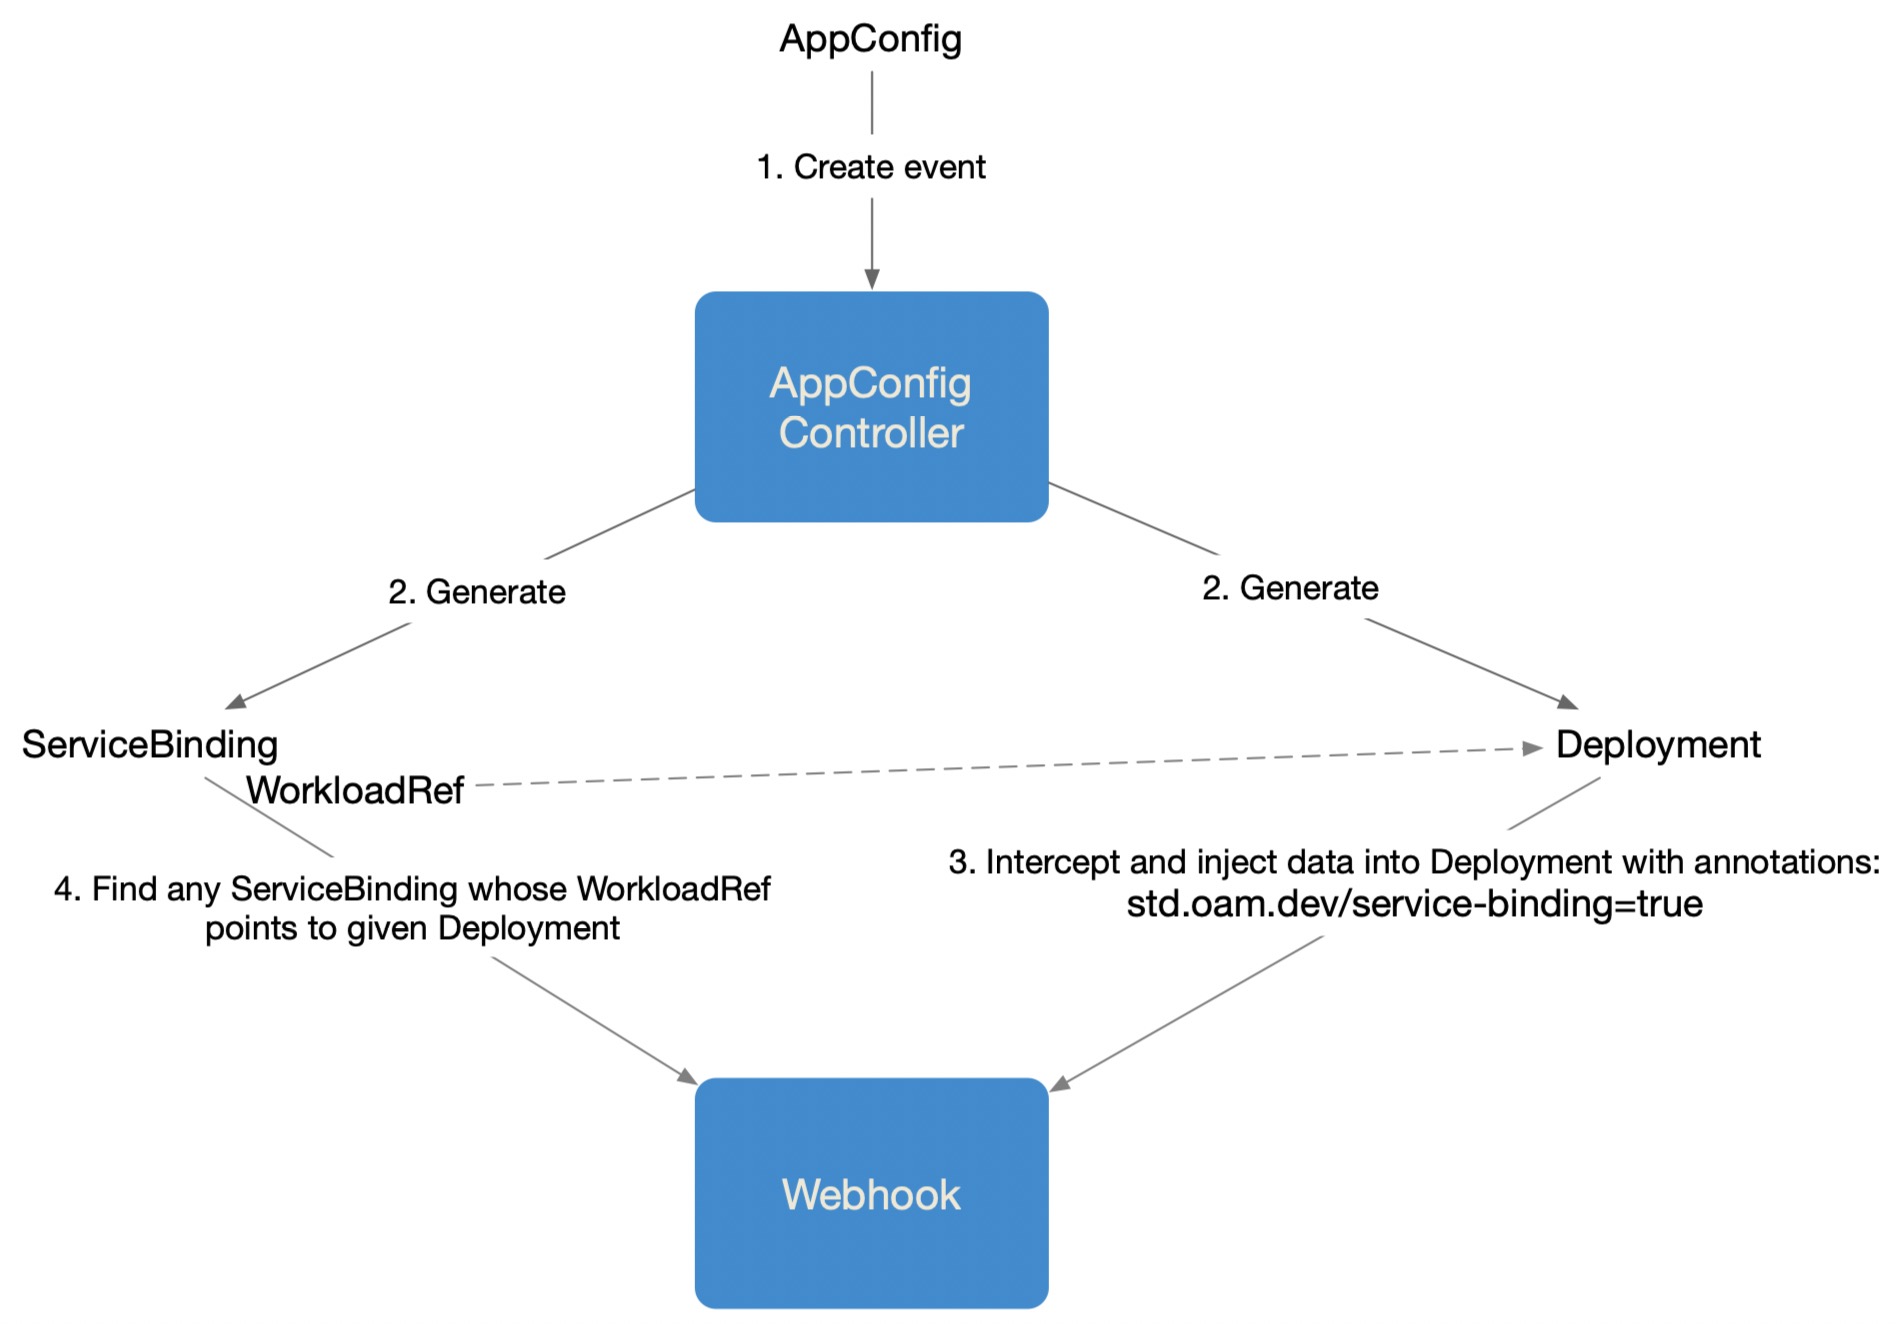 AppConfig
1. Create event
AppConfig
Controller
2. Generate
2. Generate
ServiceBinding
WorkloadRef
Deployment
4. Find any ServiceBinding whose WorkloadRef
points to given Deployment
3. Intercept and inject data into Deployment with annotations:
std.oam.dev/service-binding=true
Webhook